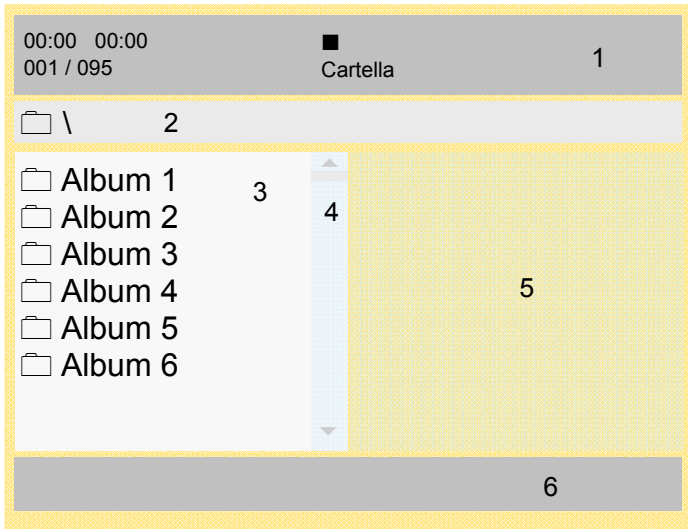 00:00 00:00
001 / 095
■
Cartella
1
\ 2
Album 1
Album 2
Album 3
Album 4
Album 5
Album 6
3
4
5
6